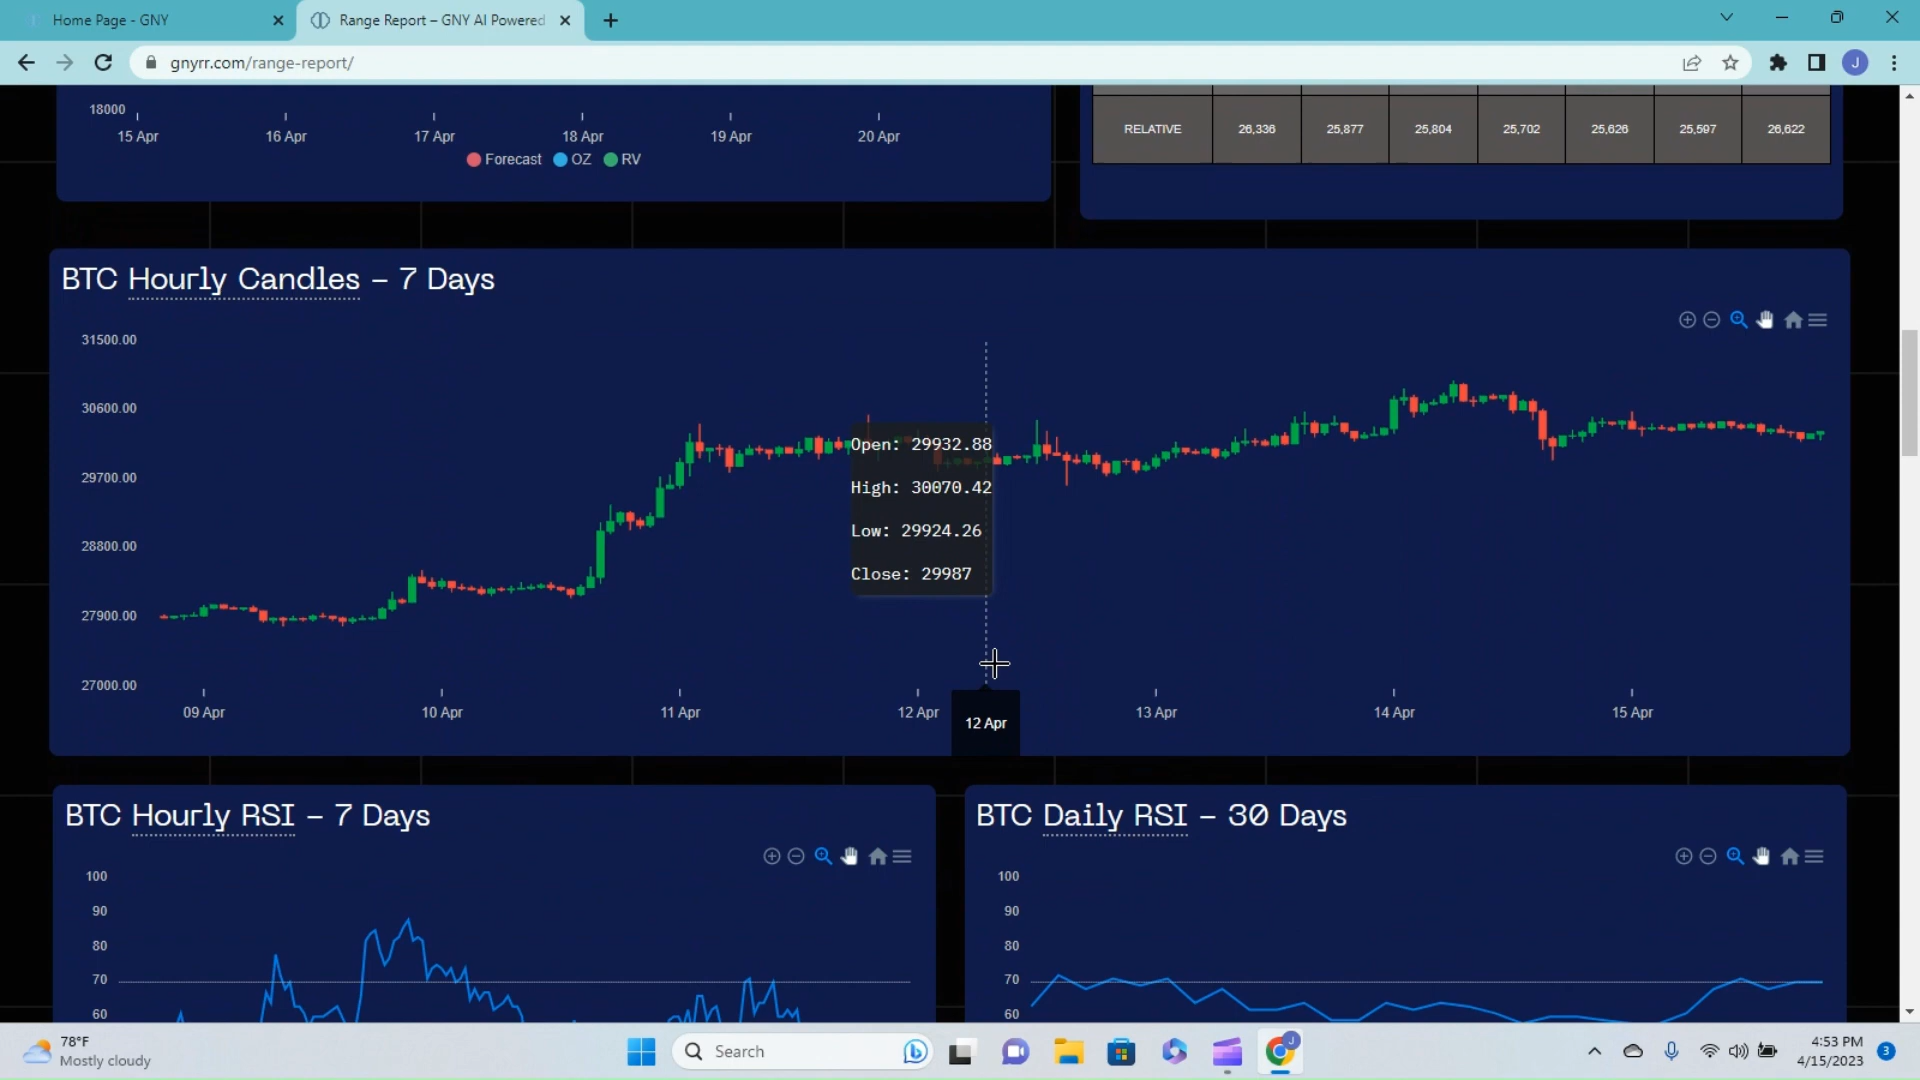 Home Page - GNY
Range Report – GNY AI Powered
gnyrr.com/range-report/
J
18000
15 Apr 16 Apr 17 Apr 18 Apr 19 Apr 20 Apr
Forecast OZ RV
RELATIVE 26,336 25,877 25,804 25,702 25,626 25,597 26,622
BTC Hourly Candles – 7 Days
31500.00
30600.00
29700.00
28800.00
27900.00
27000.00
Open: 29932.88
High: 30070.42
Low: 29924.26
Close: 29987
09 Apr 10 Apr 11 Apr 12 Apr 12 Apr 13 Apr 14 Apr 15 Apr
BTC Hourly RSI – 7 Days
100
90
80
70
60
BTC Daily RSI – 30 Days
100
90
80
70
60
78°F
Mostly cloudy
Search
J
4:53 PM
4/15/2023
3